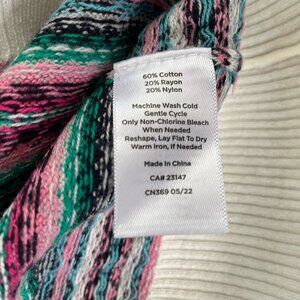 60% Cotton
20% Rayon
20% Nylon
Machine Wash Cold
Gentle Cycle
Only Non-Chlorine Bleach
When Needed
Reshape, Lay Flat To Dry
Warm Iron, if Needed
Made in China
CA# 23147
CN369 05/22